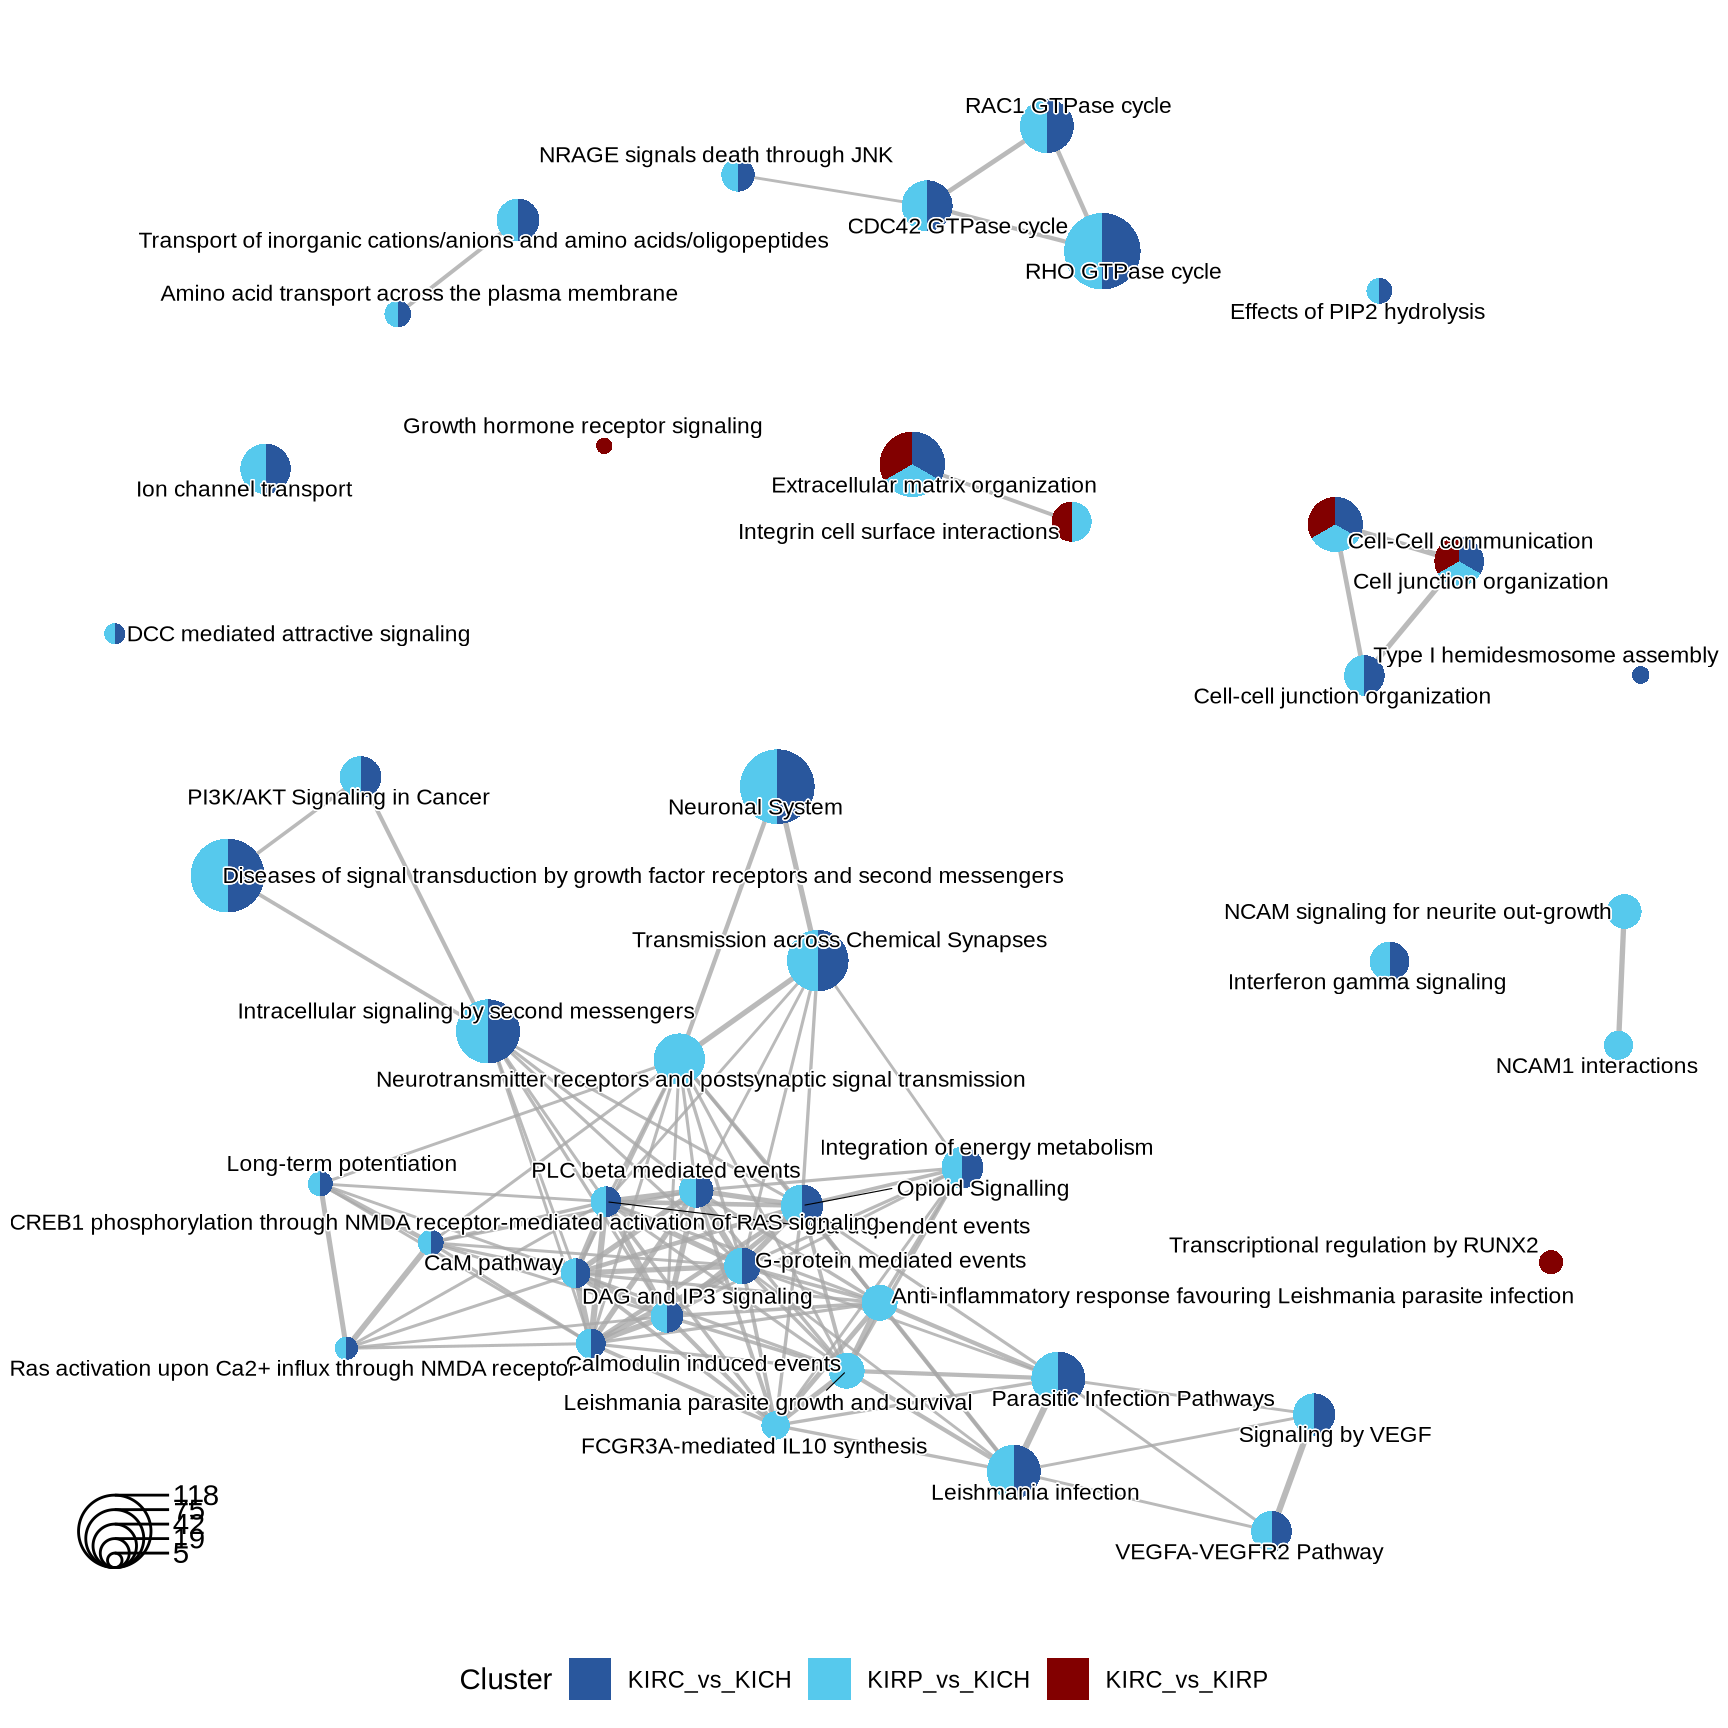 RAC1 GTPase cycle
NRAGE signals death through JNK
CDC42 GTPase cycle
Transport of inorganic cations/anions and amino acids/oligopeptides
RHO GTPase cycle
Amino acid transport across the plasma membrane
Effects of PIP2 hydrolysis
Growth hormone receptor signaling
Ion channel transport
Extracellular matrix organization
Integrin cell surface interactions
Cell-Cell communication
Cell junction organization
DCC mediated attractive signaling
Type I hemidesmosome assembly
Cell-cell junction organization
PI3K/AKT Signaling in Cancer
Neuronal System
Diseases of signal transduction by growth factor receptors and second messengers
NCAM signaling for neurite out-growth
Transmission across Chemical Synapses
Interferon gamma signaling
Intracellular signaling by second messengers
NCAM1 interactions
Neurotransmitter receptors and postsynaptic signal transmission
Integration of energy metabolism
Long-term potentiation
PLC beta mediated events
Opioid Signalling
CREB1 phosphorylation through NMDA receptor-mediated activation of RAS signaling
events
Transcriptional regulation by RUNX2
CaM pathway
G-protein mediated events
DAG and IP3 signaling
Anti-inflammatory response favouring Leishmania parasite infection
Ras activation upon Ca2+ influx through NMDA receptor
Calmodulin induced events
Leishmania parasite growth and survival
Parasitic Infection Pathways
FCGR3A-mediated IL10 synthesis
Signaling by VEGF
Leishmania infection
VEGFA-VEGFR2 Pathway
118
75
42
19
5
Cluster KIRC_vs_KICH KIRP_vs_KICH KIRC_vs_KIRP